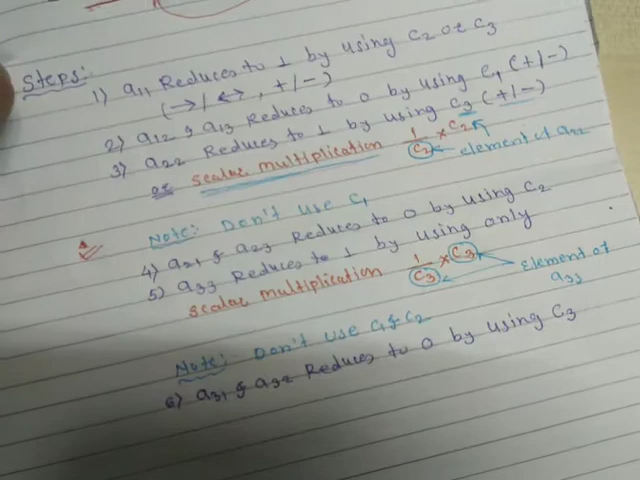 Steps:
1) a11 Reduces to 1 by using C2 or C3
(→/↔, +/-)
2) a12 & a13 Reduces to 0 by using C1 (+/-)
3) a22 Reduces to 1 by using C3 (+/-)
or scalar multiplication 1/C2 × C2 element of a22
Note: Don't use C1
4) a21 & a23 Reduces to 0 by using C2
5) a33 Reduces to 1 by using only
scalar multiplication 1/C3 × C3 element of a33
Note: Don't use C1 & C2
6) a31 & a32 Reduces to 0 by using C3